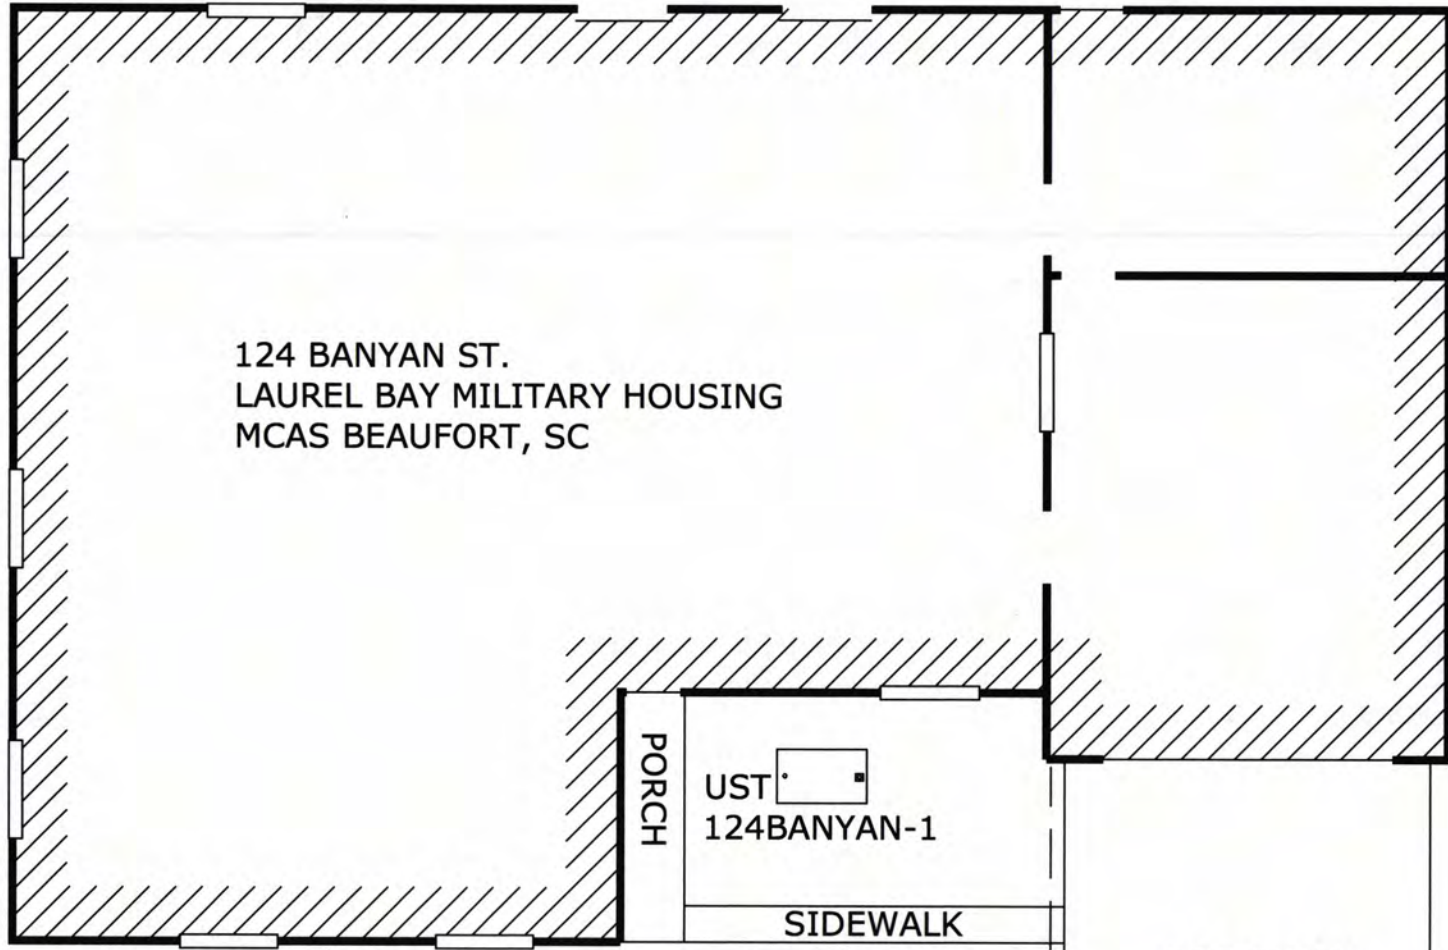 124 BANYAN ST.
LAUREL BAY MILITARY HOUSING
MCAS BEAUFORT, SC
PORCH
UST
124BANYAN-1
SIDEWALK